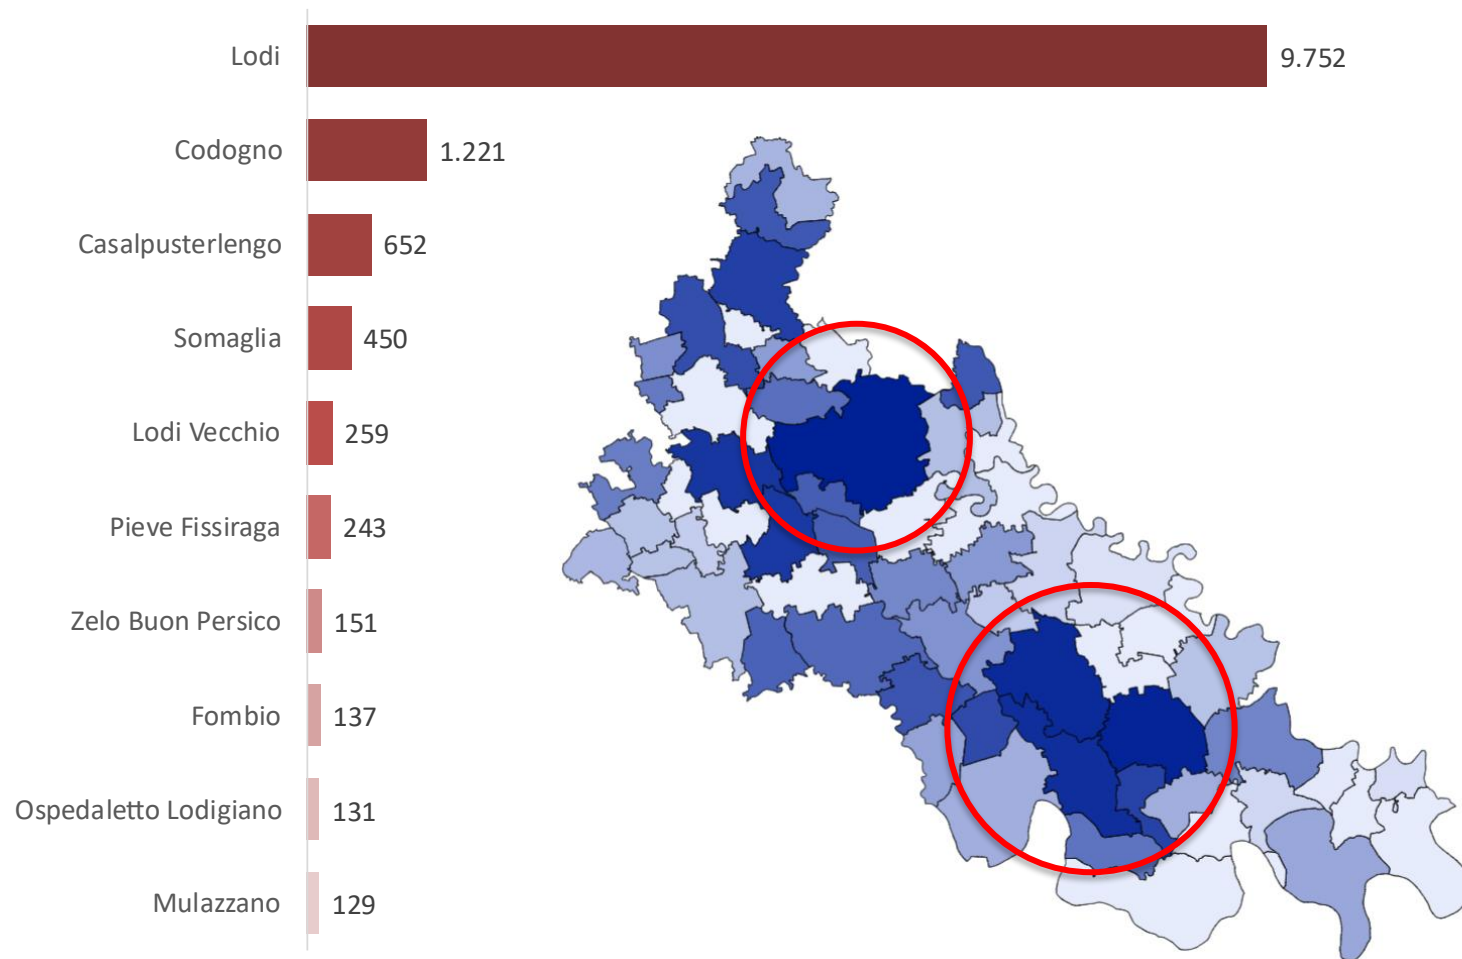 Lodi 9.752
Codogno 1.221
Casalpusterlengo 652
Somaglia 450
Lodi Vecchio 259
Pieve Fissiraga 243
Zelo Buon Persico 151
Fombio 137
Ospedaletto Lodigiano 131
Mulazzano 129